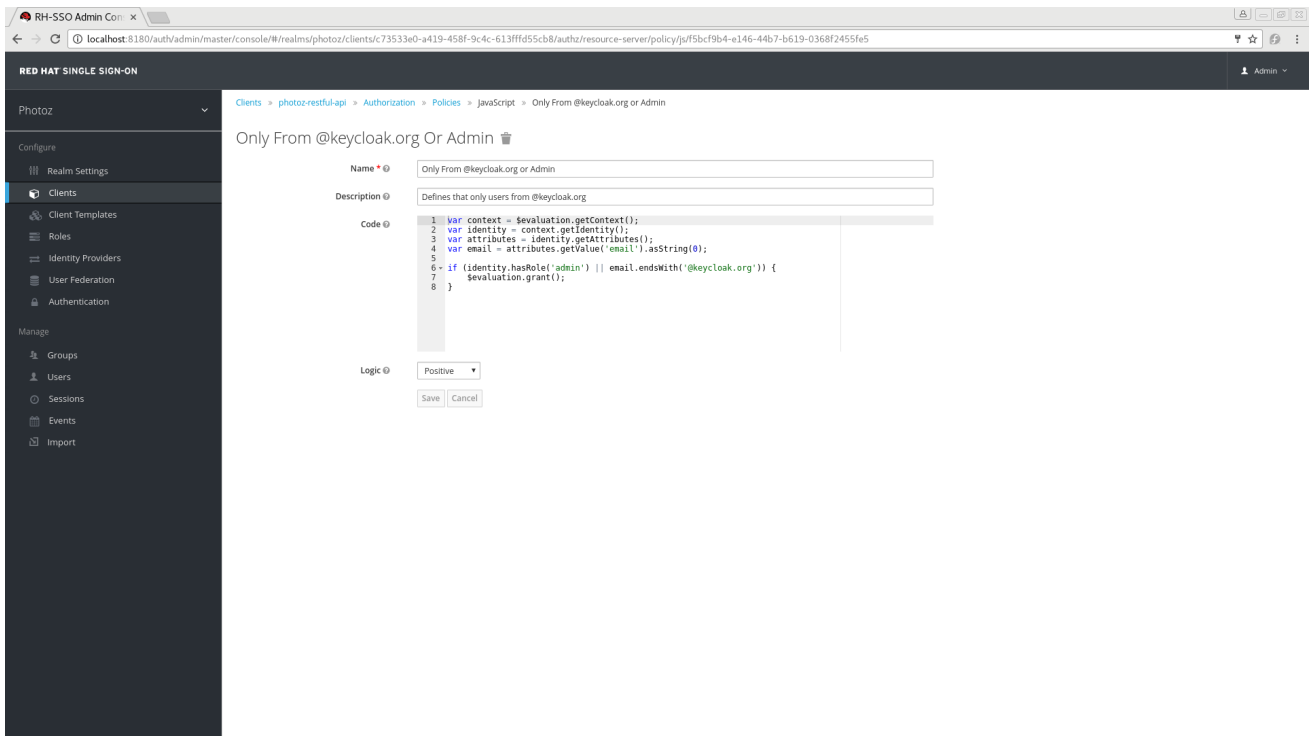 RH-SSO Admin Con
localhost:8180/auth/admin/master/console/#/realms/photoz/clients/c73533e0-a419-458f-9c4c-613fffd55cb8/authz/resource-server/policy/js/f5bcf9b4-e146-44b7-b619-0368f2455fe5
RED HAT SINGLE SIGN-ON
Admin
Photoz
Clients » photoz-restful-api » Authorization » Policies » JavaScript » Only From @keycloak.org or Admin
Only From @keycloak.org Or Admin
Configure
Realm Settings
Clients
Client Templates
Roles
Identity Providers
User Federation
Authentication
Manage
Groups
Users
Sessions
Events
Import
Name * Only From @keycloak.org or Admin
Description Defines that only users from @keycloak.org
Code
1 var context = $evaluation.getContext();
2 var identity = context.getIdentity();
3 var attributes = identity.getAttributes();
4 var email = attributes.getValue('email').asString(0);
5
6 if (identity.hasRole('admin') || email.endsWith('@keycloak.org')) {
7 $evaluation.grant();
8 }
Logic Positive
Save Cancel